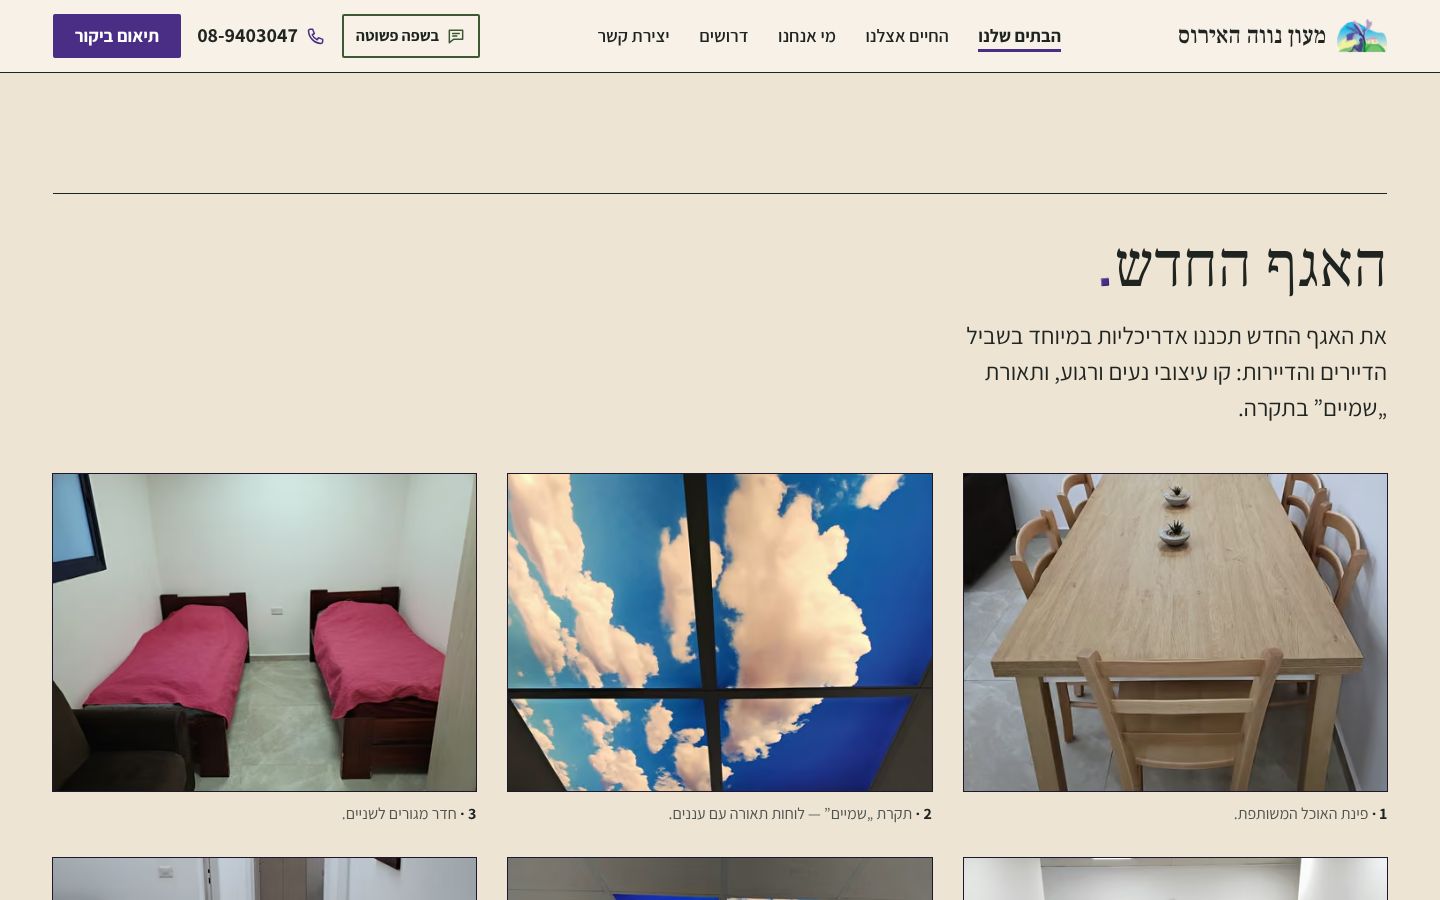 מעון נווה האירוס
הבתים שלנו
החיים אצלנו
מי אנחנו
דרושים
יצירת קשר
בשפה פשוטה
08-9403047
תיאום ביקור
האגף החדש.
את האגף החדש תכננו אדריכליות במיוחד בשביל
הדיירים והדיירות: קו עיצובי נעים ורגוע, ותאורת
„שמיים” בתקרה.
1 · פינת האוכל המשותפת.
2 · תקרת „שמיים” — לוחות תאורה עם עננים.
3 · חדר מגורים לשניים.